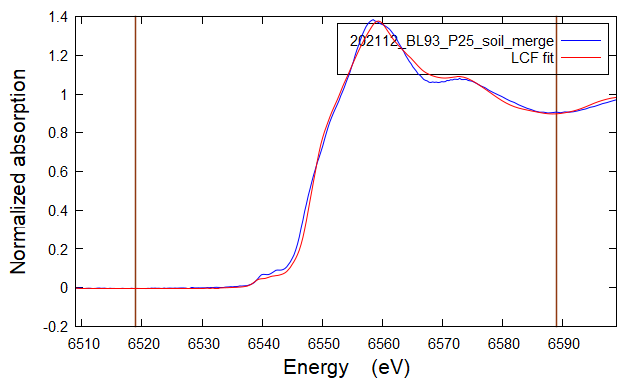 1.4
1.2
1
0.8
0.6
0.4
0.2
0
-0.2
Normalized absorption
202112_BL93_P25_soil_merge
LCF fit
6510 6520 6530 6540 6550 6560 6570 6580 6590
Energy (eV)